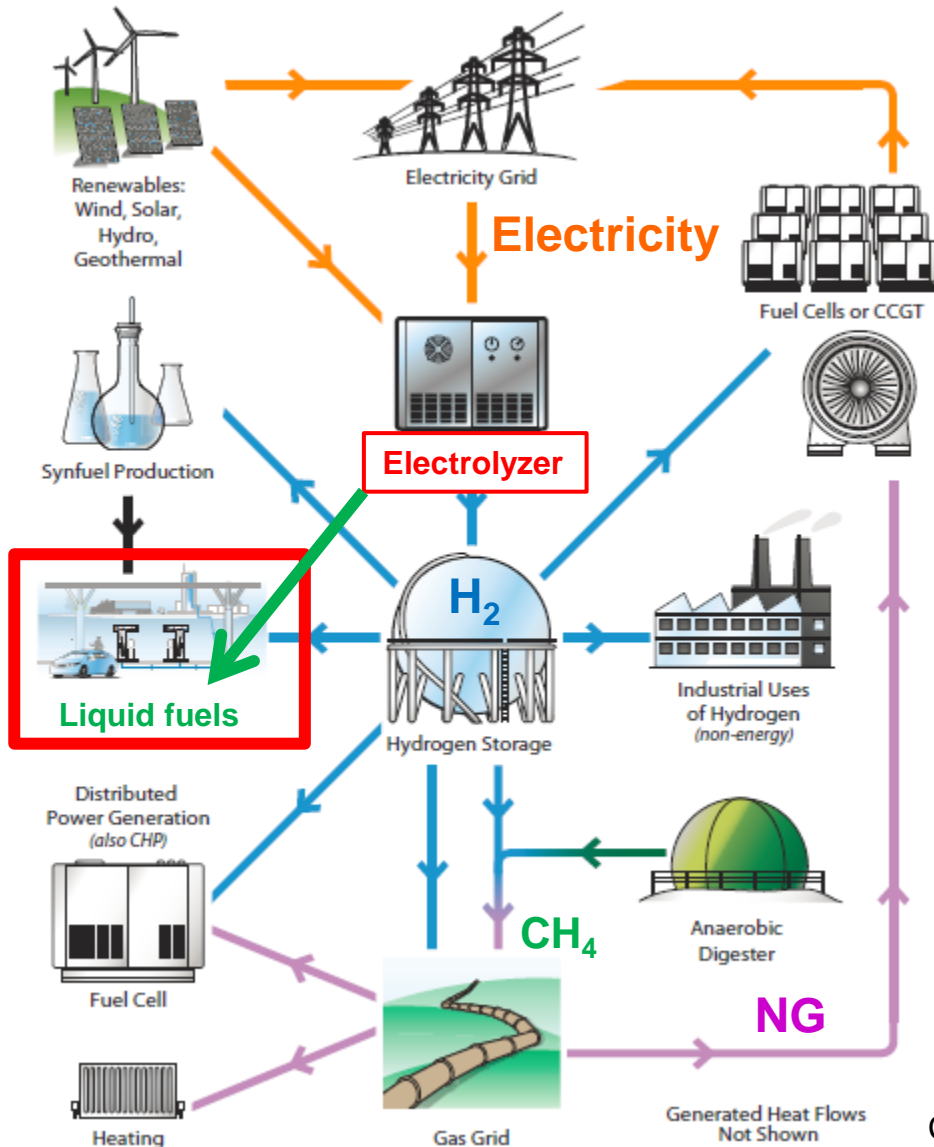 Renewables:
Wind, Solar,
Hydro,
Geothermal
Electricity Grid
Electricity
Fuel Cells or CCGT
Synfuel Production
Electrolyzer
H₂
Liquid fuels
Hydrogen Storage
Industrial Uses
of Hydrogen
(non-energy)
Distributed
Power Generation
(also CHP)
Fuel Cell
CH₄
Anaerobic
Digester
NG
Heating
Gas Grid
Generated Heat Flows
Not Shown